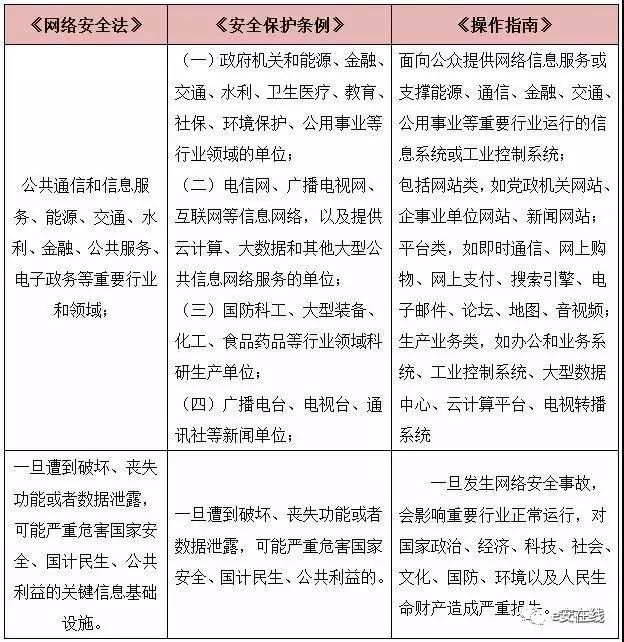 《网络安全法》
《安全保护条例》
《操作指南》
公共通信和信息服
务、能源、交通、水
利、金融、公共服务、
电子政务等重要行业
和领域；
（一）政府机关和能源、金融、
交通、水利、卫生医疗、教育、
社保、环境保护、公用事业等
行业领域的单位；
（二）电信网、广播电视网、
互联网等信息网络，以及提供
云计算、大数据和其他大型公
共信息网络服务的单位；
（三）国防科工、大型装备、
化工、食品药品等行业领域科
研生产单位；
（四）广播电台、电视台、通
讯社等新闻单位；
面向公众提供网络信息服务或
支撑能源、通信、金融、交通、
公用事业等重要行业运行的信
息系统或工业控制系统；
包括网站类，如党政机关网站、
企事业单位网站、新闻网站；
平台类，如即时通信、网上购
物、网上支付、搜索引擎、电
子邮件、论坛、地图、音视频；
生产业务类，如办公和业务系
统、工业控制系统、大型数据
中心、云计算平台、电视转播
系统
一旦遭到破坏、丧失
功能或者数据泄露，
可能严重危害国家安
全、国计民生、公共
利益的关键信息基础
设施。
一旦遭到破坏、丧失功能或者
数据泄露，可能严重危害国家
安全、国计民生、公共利益的。
一旦发生网络安全事故，
会影响重要行业正常运行，对
国家政治、经济、科技、社会、
文化、国防、环境以及人民生
命财产造成严重损失。
e安在线